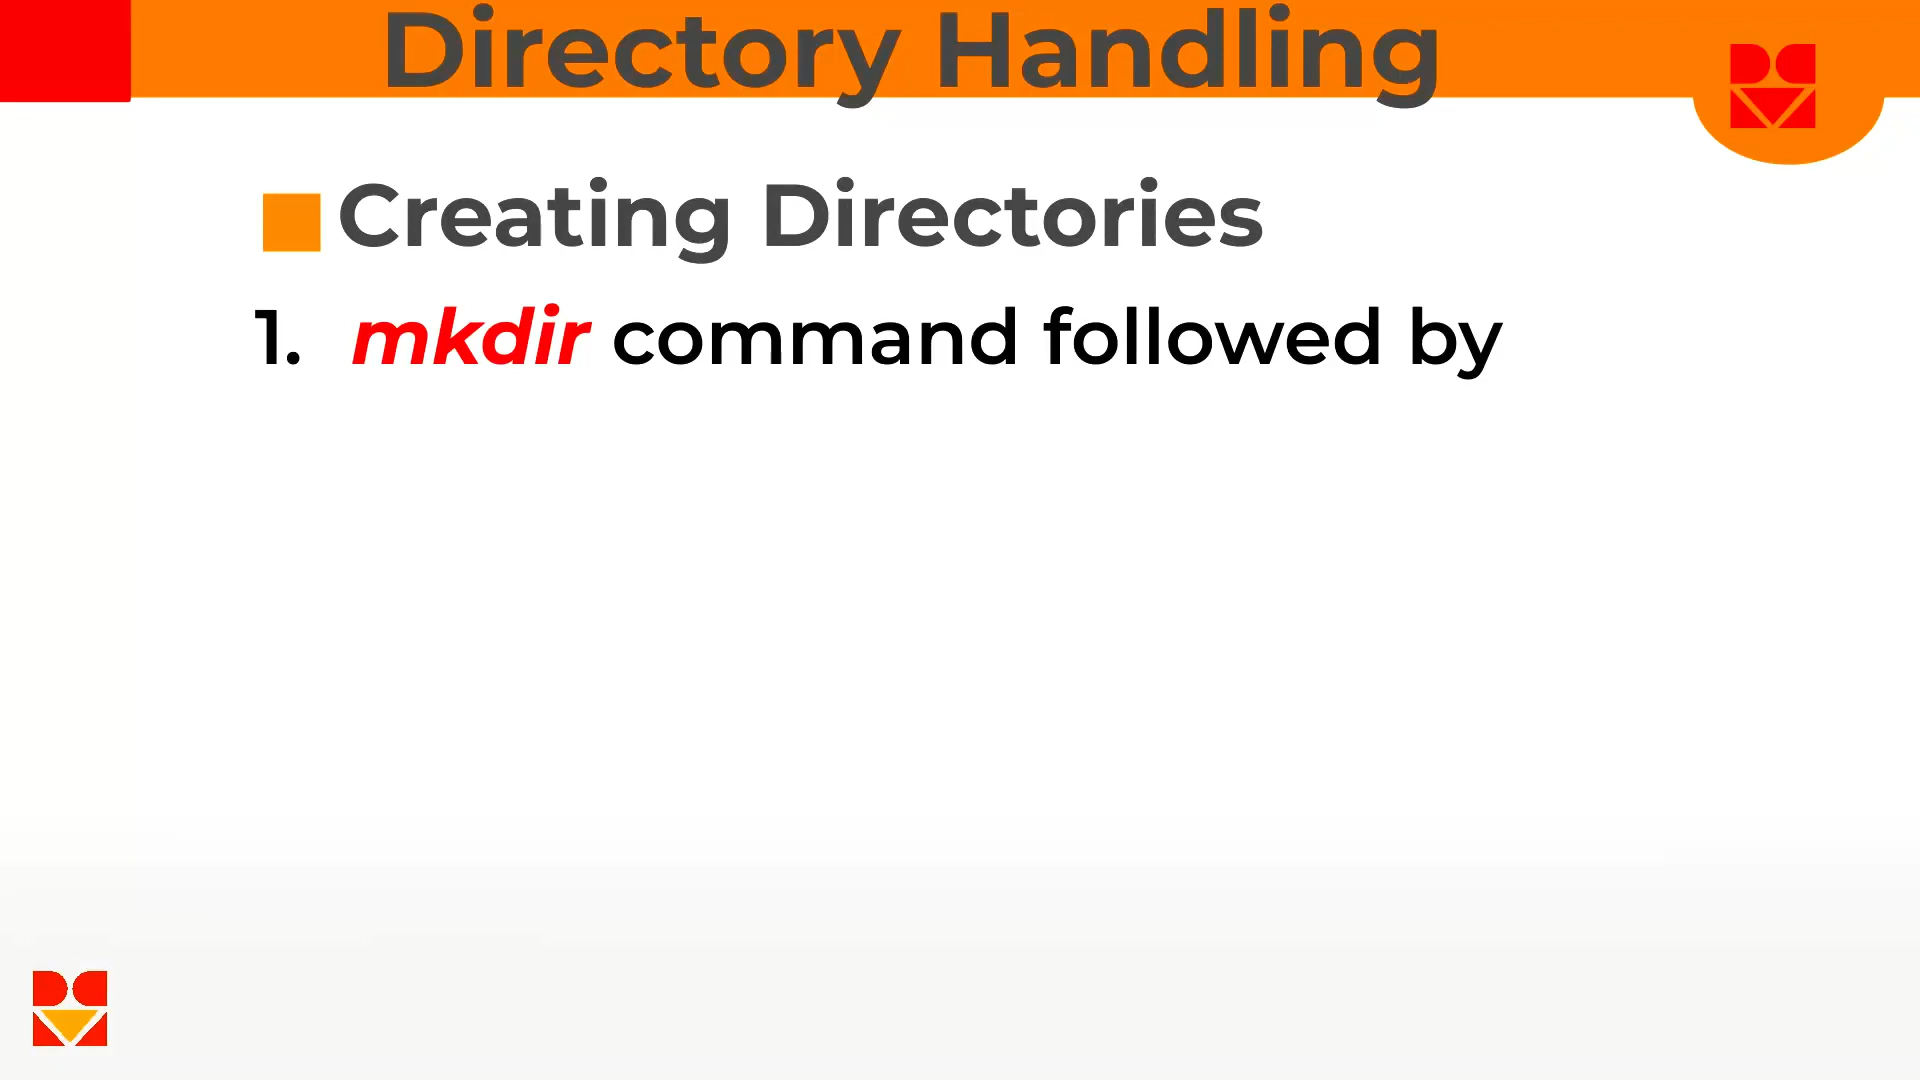 Directory Handling
Creating Directories
1. mkdir command followed by